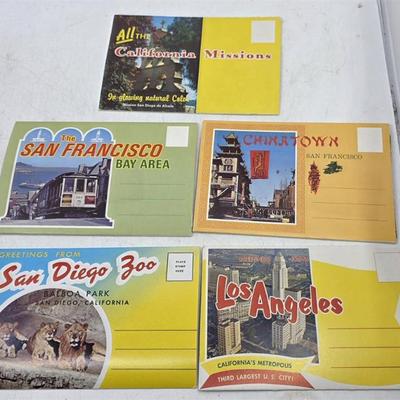 All THE
California Missions
In glowing natural Color
Mission San Diego de Alcala
The
SAN FRANCISCO
BAY AREA
CHINATOWN
SAN FRANCISCO
GREETINGS FROM
San Diego Zoo
BALBOA PARK
SAN DIEGO, CALIFORNIA
PLACE
STAMP
HERE
Los Angeles
CALIFORNIA'S METROPOLIS
THIRD LARGEST U. S. CITY!